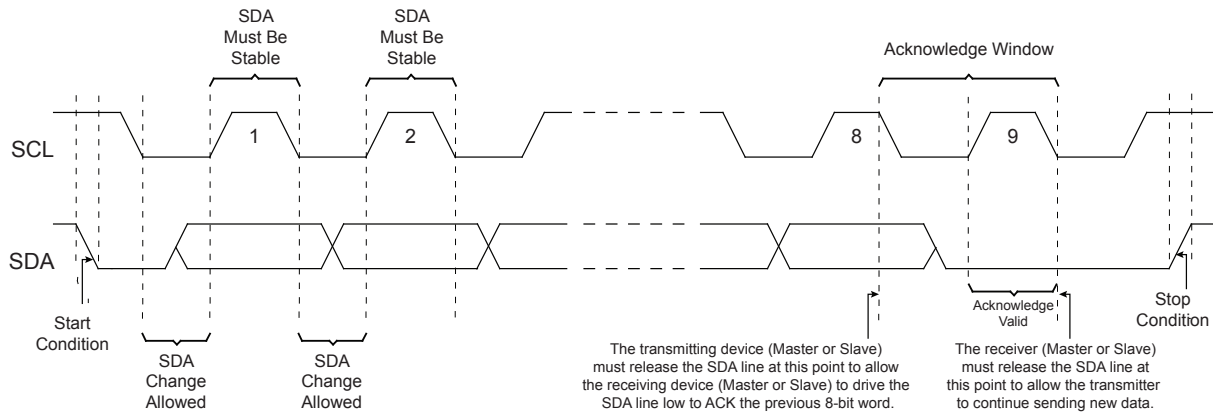 SDA
Must Be
Stable
SDA
Must Be
Stable
Acknowledge Window
SCL
1
2
8
9
SDA
Start
Condition
SDA
Change
Allowed
SDA
Change
Allowed
Acknowledge
Valid
Stop
Condition
The transmitting device (Master or Slave)
must release the SDA line at this point to allow
the receiving device (Master or Slave) to drive the
SDA line low to ACK the previous 8-bit word.
The receiver (Master or Slave)
must release the SDA line at
this point to allow the transmitter
to continue sending new data.